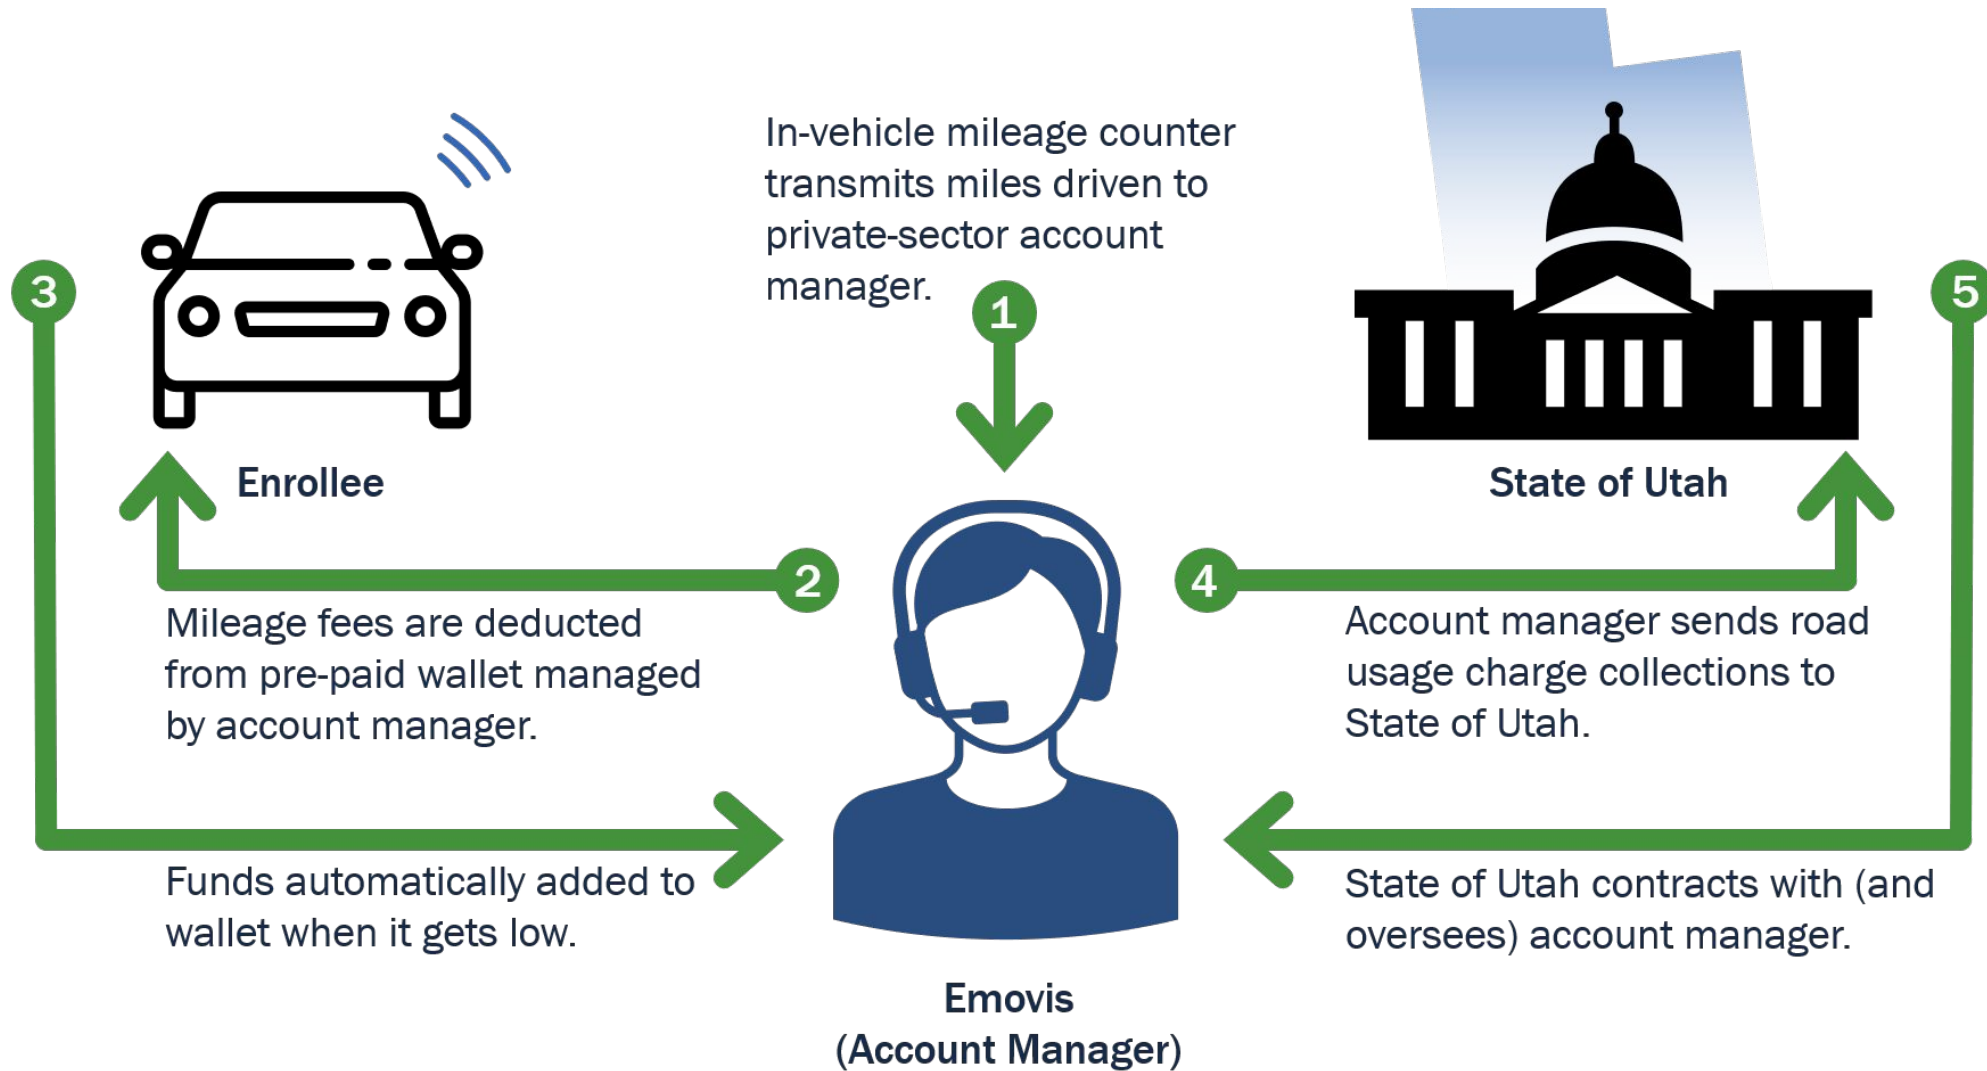 In-vehicle mileage counter
transmits miles driven to
private-sector account
manager.
1
3
5
Enrollee
State of Utah
2
Mileage fees are deducted
from pre-paid wallet managed
by account manager.
4
Account manager sends road
usage charge collections to
State of Utah.
Funds automatically added to
wallet when it gets low.
State of Utah contracts with (and
oversees) account manager.
Emovis
(Account Manager)